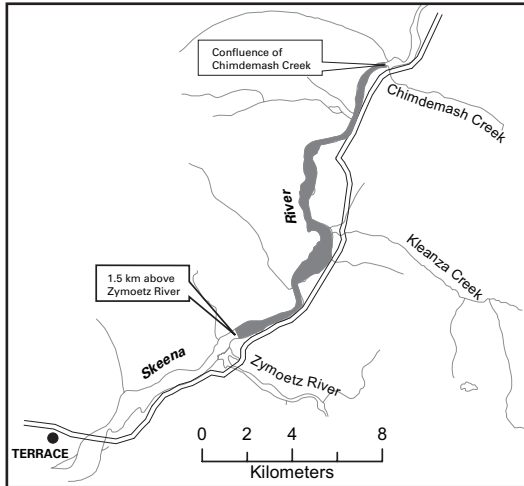 Confluence of
Chimdemash Creek
Chimdemash Creek
River
Kleanza Creek
1.5 km above
Zymoetz River
Skeena
Zymoetz River
TERRACE
0 2 4 8
Kilometers